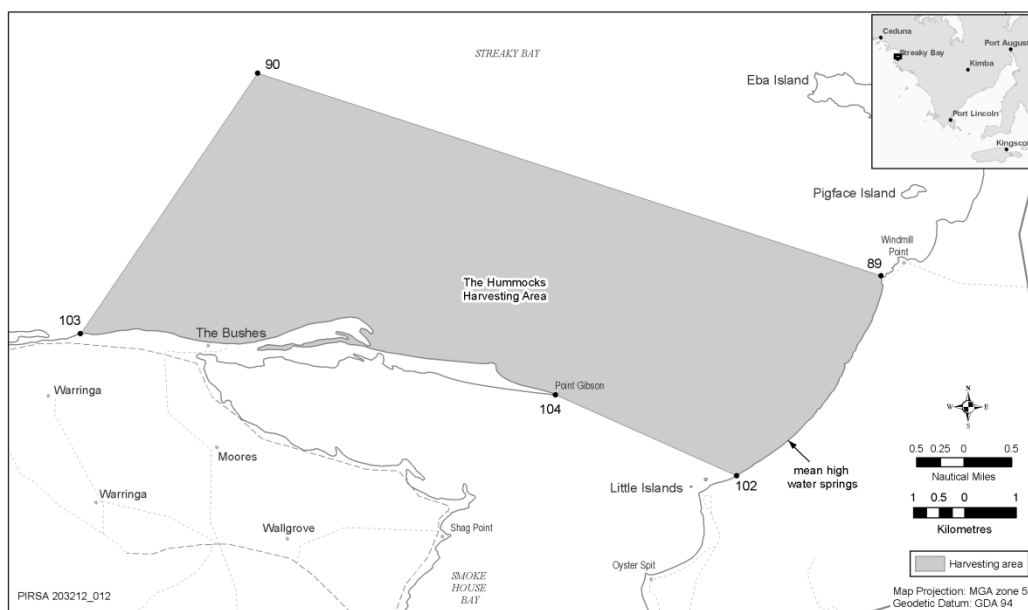 90
STREAKY BAY
Eba Island
Ceduna
Port August
Streaky Bay
Kimba
Port Lincoln
Kingscot
Pigface Island
Windmill
Point
89
The Hummocks
Harvesting Area
103
The Bushes
Point Gibson
104
Warringa
Moores
Warringa
Wallgrove
Shag Point
SMOKE
HOUSE
BAY
mean high
water springs
Little Islands
102
Oyster Spit
N
W
E
S
0.5 0.25 0 0.5
Nautical Miles
1 0.5 0 1
Kilometres
Harvesting area
PIRSA 203212_012
Map Projection: MGA zone 5
Geodetic Datum: GDA 94